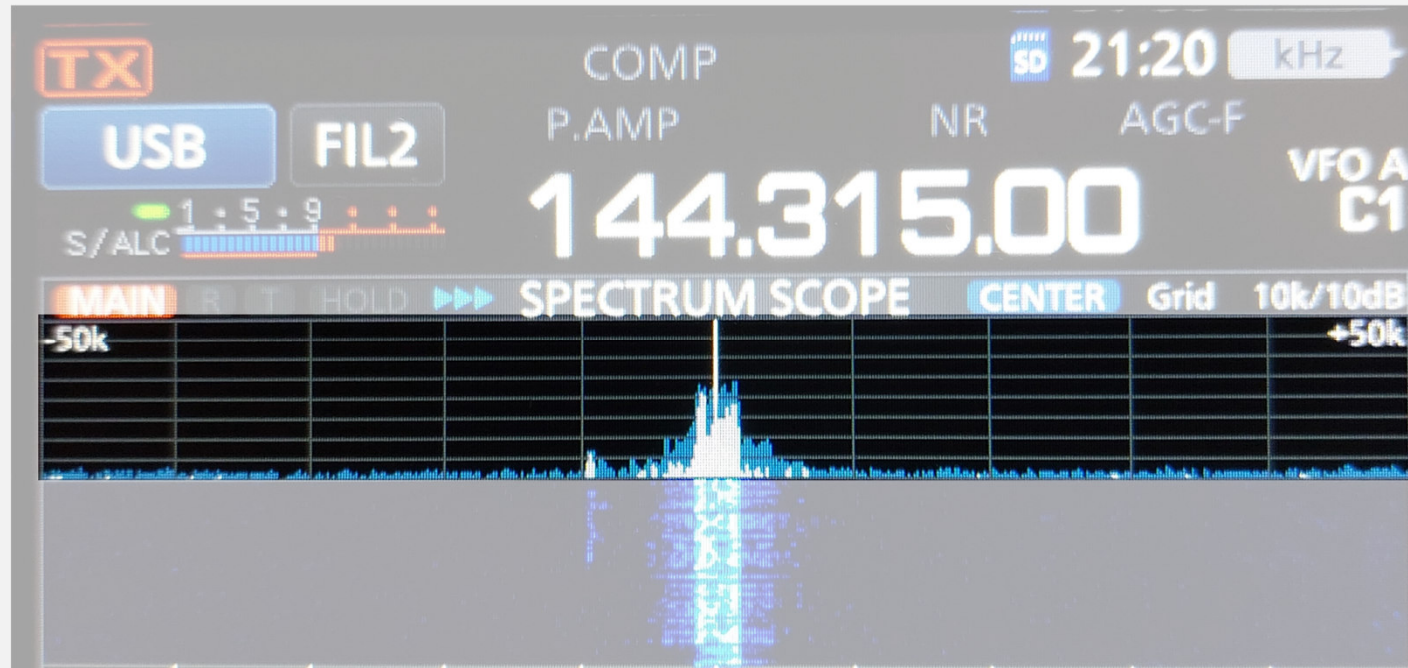 TX COMP SD 21:20 kHz
USB FIL2 P.AMP NR AGC-F
144.315.00 VFO A
C1
1 · 5 · 9
S/ALC
MAIN R T HOLD SPECTRUM SCOPE CENTER Grid 10k/10dB
-50k +50k